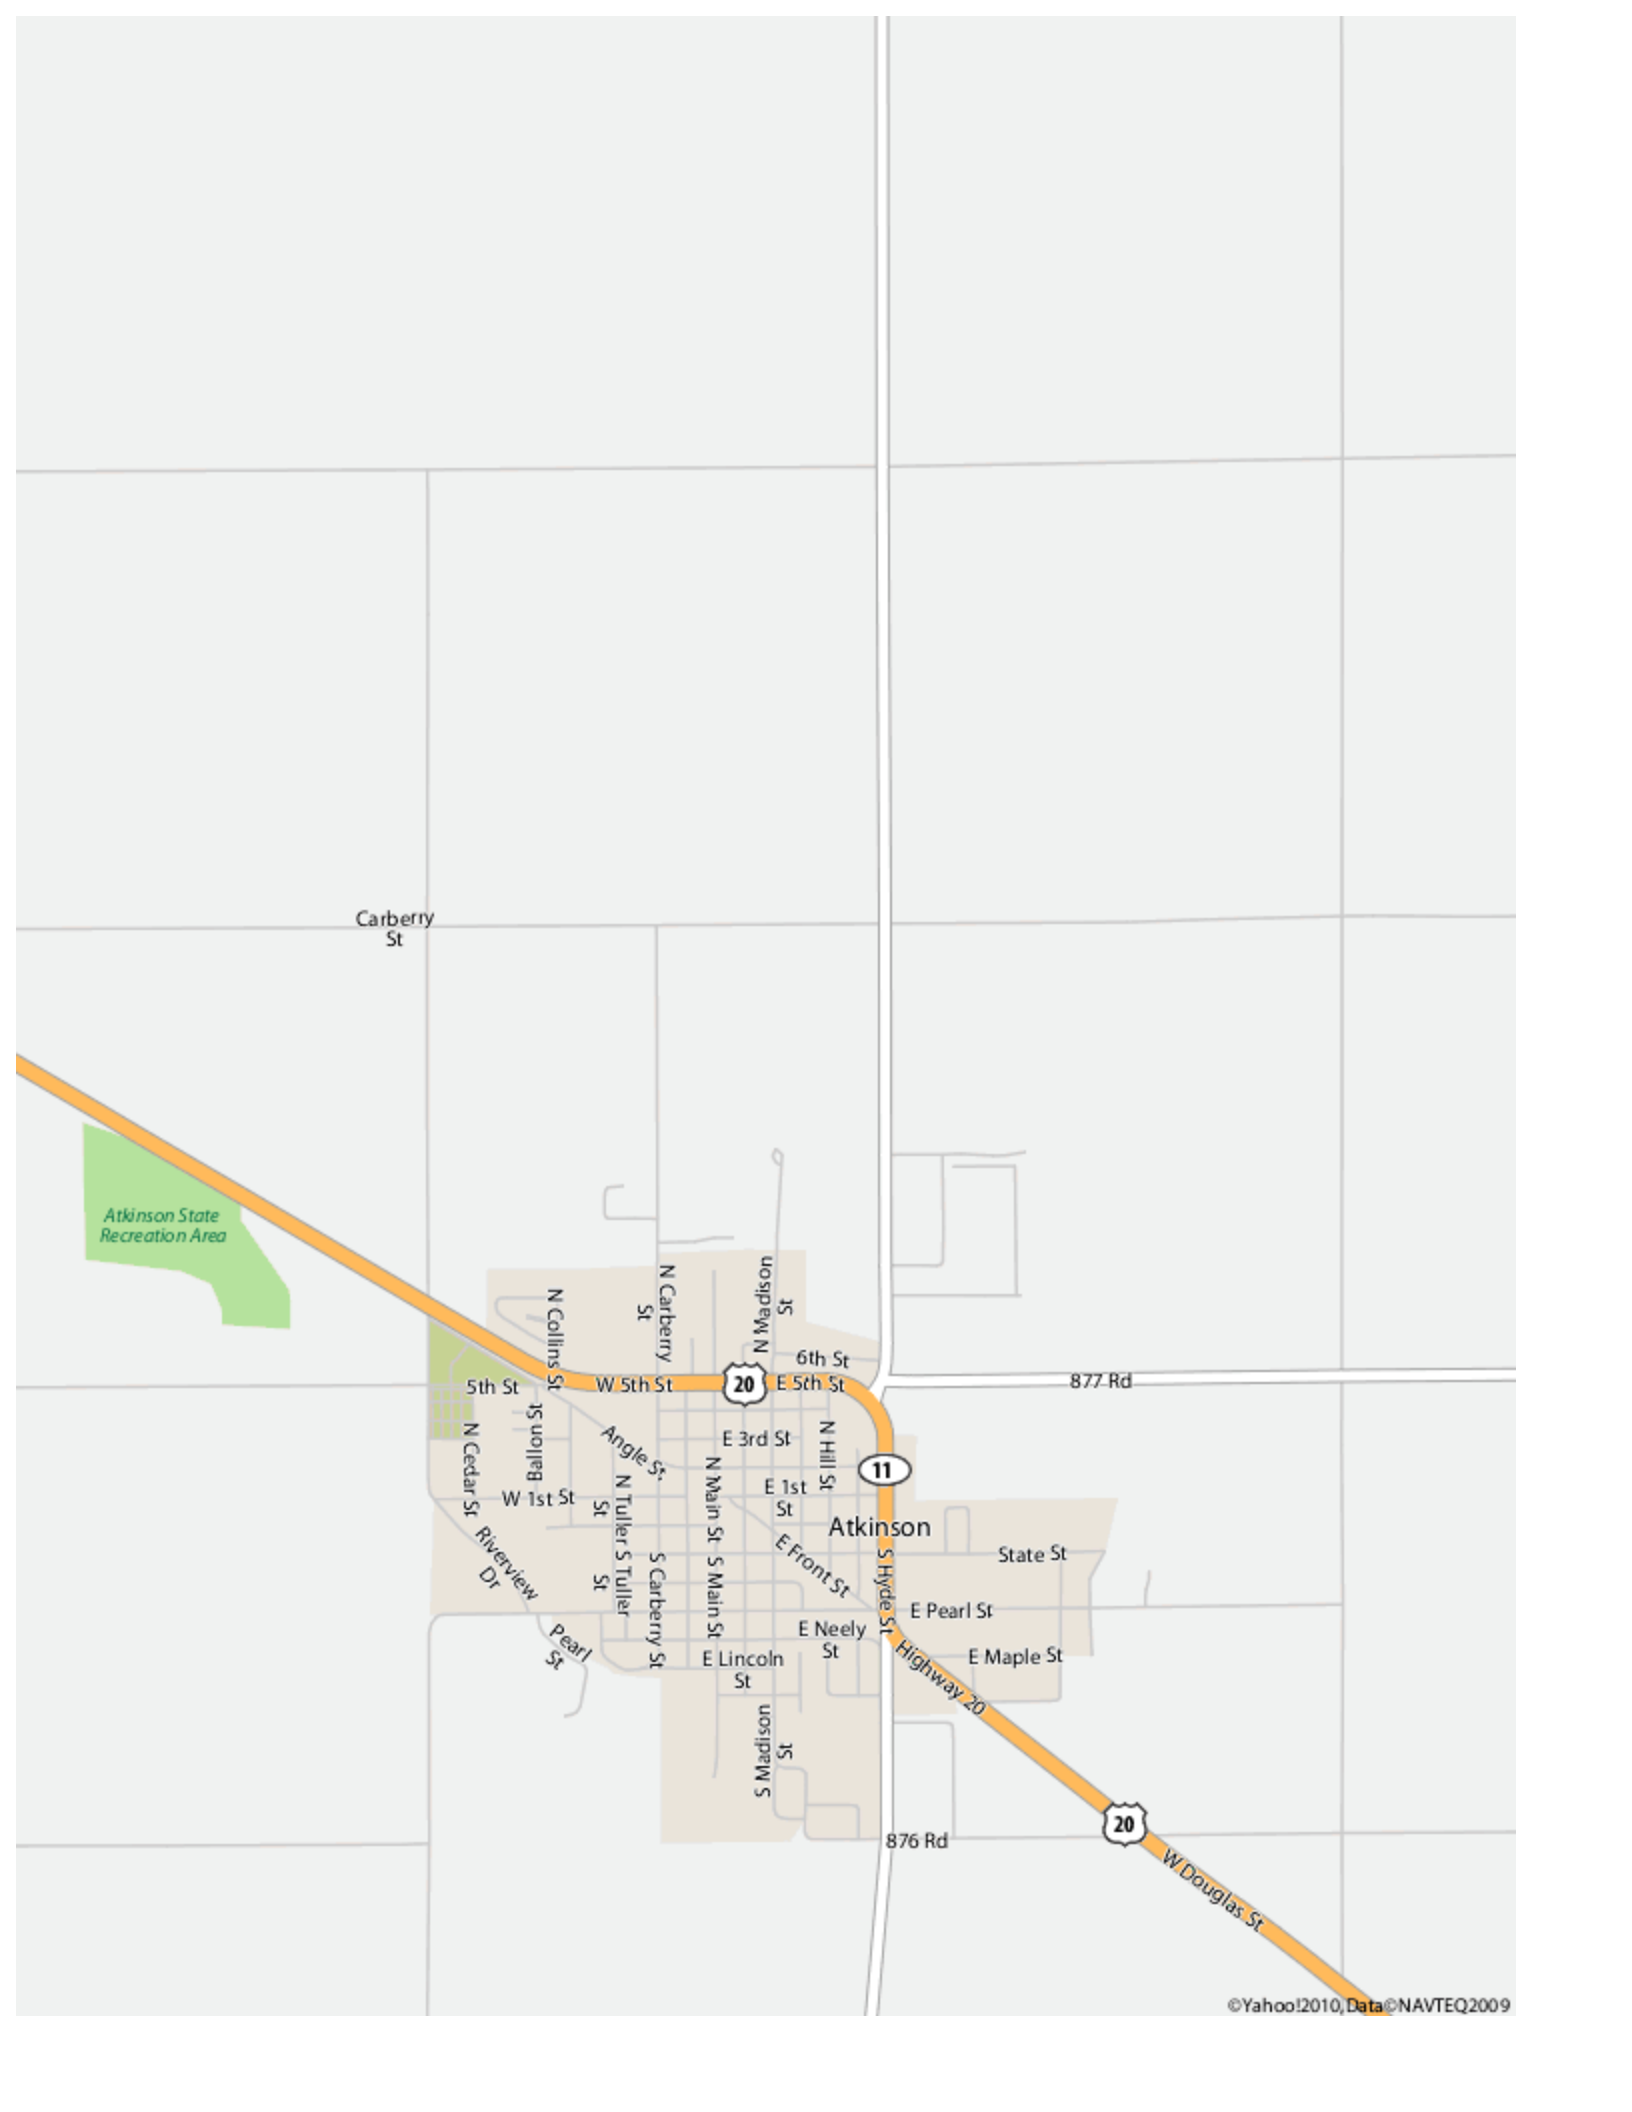 Carberry
St
Atkinson State
Recreation Area
N Collins St
N Carberry
St
N Madison
St
6th St
5th St
W 5th St
20
E 5th St
877 Rd
N Cedar St
Ballou St
Angle St
E 3rd St
N Hill St
11
W 1st St
N Tuller
St
N Main St
E 1st
St
Atkinson
Riverview
Dr
S Tuller
St
S Carberry St
S Main St
E Front St
S Hyde St
State St
E Pearl St
Pearl
St
E Neely
St
E Lincoln
St
Highway 20
E Maple St
S Madison
St
876 Rd
20
W Douglas St
©Yahoo!2010,Data©NAVTEQ2009